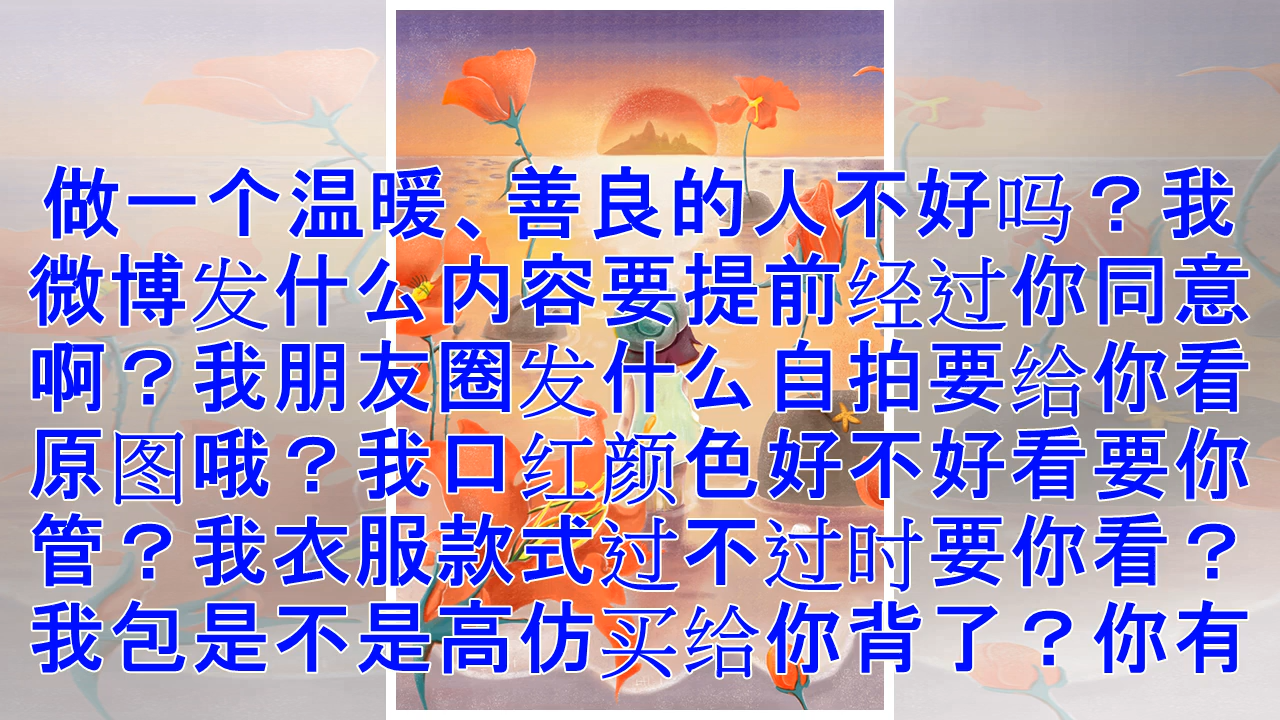 做一个温暖、善良的人不好吗？我
微博发什么内容要提前经过你同意
啊？我朋友圈发什么自拍要给你看
原图哦？我口红颜色好不好看要你
管？我衣服款式过不过时要你看？
我包是不是高仿买给你背了？你有